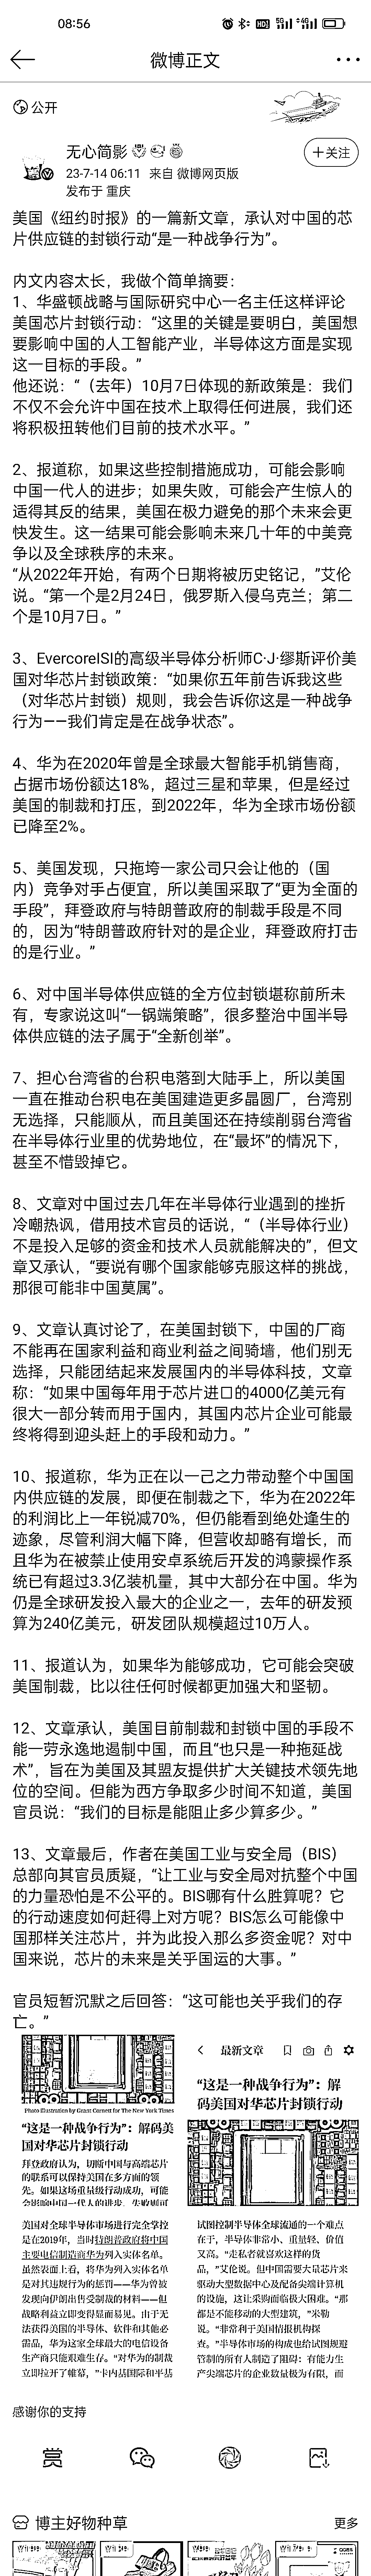 08:56
HD 5G 4G
微博正文
公开
无心简影
+关注
23-7-14 06:11 来自 微博网页版
发布于 重庆
美国《纽约时报》的一篇新文章，承认对中国的芯
片供应链的封锁行动“是一种战争行为”。
内文内容太长，我做个简单摘要：
1、华盛顿战略与国际研究中心一名主任这样评论
美国芯片封锁行动：“这里的关键是要明白，美国想
要影响中国的人工智能产业，半导体这方面是实现
这一目标的手段。”
他还说：“（去年）10月7日体现的新政策是：我们
不仅不会允许中国在技术上取得任何进展，我们还
将积极扭转他们目前的技术水平。”
2、报道称，如果这些控制措施成功，可能会影响
中国一代人的进步；如果失败，可能会产生惊人的
适得其反的结果，美国在极力避免的那个未来会更
快发生。这一结果可能会影响未来几十年的中美竞
争以及全球秩序的未来。
“从2022年开始，有两个日期将被历史铭记，”艾伦
说。“第一个是2月24日，俄罗斯入侵乌克兰；第二
个是10月7日。”
3、EvercoreISI的高级半导体分析师C·J·缪斯评价美
国对华芯片封锁政策：“如果你五年前告诉我这些
（对华芯片封锁）规则，我会告诉你这是一种战争
行为——我们肯定是在战争状态”。
4、华为在2020年曾是全球最大智能手机销售商，
占据市场份额达18%，超过三星和苹果，但是经过
美国的制裁和打压，到2022年，华为全球市场份额
已降至2%。
5、美国发现，只拖垮一家公司只会让他的（国
内）竞争对手占便宜，所以美国采取了“更为全面的
手段”，拜登政府与特朗普政府的制裁手段是不同
的，因为“特朗普政府针对的是企业，拜登政府打击
的是行业。”
6、对中国半导体供应链的全方位封锁堪称前所未
有，专家说这叫“一锅端策略”，很多整治中国半导
体供应链的法子属于“全新创举”。
7、担心台湾省的台积电落到大陆手上，所以美国
一直在推动台积电在美国建造更多晶圆厂，台湾别
无选择，只能顺从，而且美国还在持续削弱台湾省
在半导体行业里的优势地位，在“最坏”的情况下，
甚至不惜毁掉它。
8、文章对中国过去几年在半导体行业遇到的挫折
冷嘲热讽，借用技术官员的话说，“（半导体行业）
不是投入足够的资金和技术人员就能解决的”，但文
章又承认，“要说有哪个国家能够克服这样的挑战，
那很可能非中国莫属”。
9、文章认真讨论了，在美国封锁下，中国的厂商
不能再在国家利益和商业利益之间骑墙，他们别无
选择，只能团结起来发展国内的半导体科技，文章
称：“如果中国每年用于芯片进口的4000亿美元有
很大一部分转而用于国内，其国内芯片企业可能最
终将得到迎头赶上的手段和动力。”
10、报道称，华为正在以一己之力带动整个中国国
内供应链的发展，即便在制裁之下，华为在2022年
的利润比上一年锐减70%，但仍能看到绝处逢生的
迹象，尽管利润大幅下降，但营收却略有增长，而
且华为在被禁止使用安卓系统后开发的鸿蒙操作系
统已有超过3.3亿装机量，其中大部分在中国。华为
仍是全球研发投入最大的企业之一，去年的研发预
算为240亿美元，研发团队规模超过10万人。
11、报道认为，如果华为能够成功，它可能会突破
美国制裁，比以往任何时候都更加强大和坚韧。
12、文章承认，美国目前制裁和封锁中国的手段不
能一劳永逸地遏制中国，而且“也只是一种拖延战
术”，旨在为美国及其盟友提供扩大关键技术领先地
位的空间。但能为西方争取多少时间不知道，美国
官员说：“我们的目标是能阻止多少算多少。”
13、文章最后，作者在美国工业与安全局（BIS）
总部向其官员质疑，“让工业与安全局对抗整个中国
的力量恐怕是不公平的。BIS哪有什么胜算呢？它
的行动速度如何赶得上对方呢？BIS怎么可能像中
国那样关注芯片，并为此投入那么多资金呢？对中
国来说，芯片的未来是关乎国运的大事。”
官员短暂沉默之后回答：“这可能也关乎我们的存
亡。”
Photo illustration by Grant Cornett for The New York Times
“这是一种战争行为”：解码美
国对华芯片封锁行动
拜登政府认为，切断中国与高端芯片
的联系可以保持美国在多方面的领
先。如果这场重量级行动成功，可能
会影响中国一代人的进步，失败则可
最新文章
“这是一种战争行为”：解
码美国对华芯片封锁行动
美国对全球半导体市场进行完全掌控
是在2019年，当时特朗普政府将中国
主要电信制造商华为列入实体名单。
虽然表面上看，将华为列入实体名单
是对其违规行为的惩罚——华为曾被
发现向伊朗出售受制裁的材料——但
战略利益立即变得显而易见。由于无
法获得美国的半导体、软件和其他必
需品，华为这家全球最大的电信设备
生产商只能艰难生存。“对华为的制裁
立即拉开了帷幕，”卡内基国际和平基
试图控制半导体全球流通的一个难点
在于，半导体非常小、重量轻、价值
又高。“走私者就喜欢这样的货
品，”艾伦说。但中国需要大量芯片来
驱动大型数据中心及配备尖端计算机
的设施，这让采购面临极大困难。“那
都是不能移动的大型建筑，”米勒
说。“非常利于美国情报机构探
查。”半导体市场的构成也给试图规避
管制的所有人制造了阻碍：有能力生
产尖端芯片的企业数量极为有限，而
感谢你的支持
赏
博主好物种草
更多